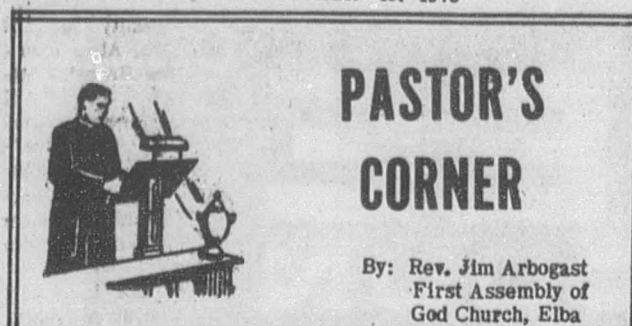 PASTOR'S
CORNER
By: Rev. Jim Arbogast
First Assembly of
God Church, Elba